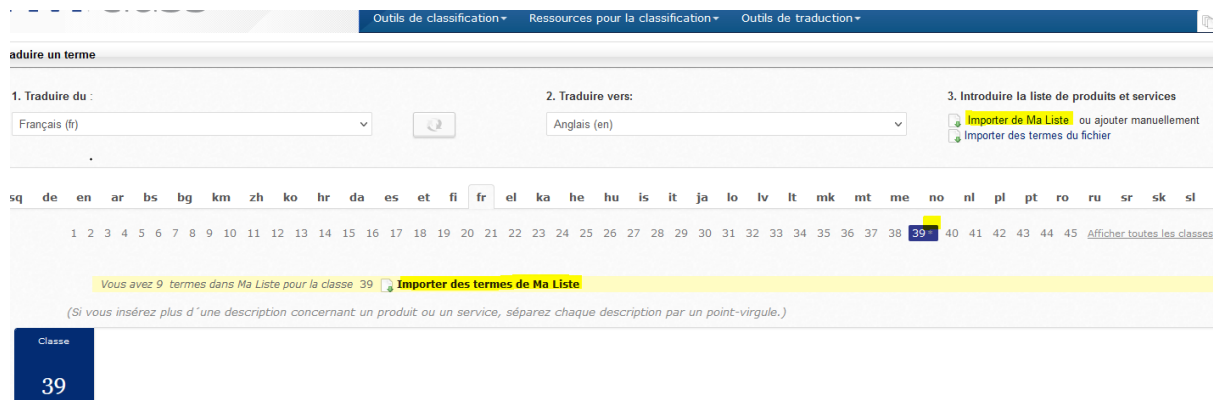 Outils de classification Ressources pour la classification Outils de traduction
aduire un terme
1. Traduire du : 2. Traduire vers: 3. Introduire la liste de produits et services
Français (fr) Anglais (en) Importer de Ma Liste ou ajouter manuellement
Importer des termes du fichier
sq de en ar bs bg km zh ko hr da es et fi fr el ka he hu is it ja lo lv lt mk mt me no nl pl pt ro ru sr sk sl
1 2 3 4 5 6 7 8 9 10 11 12 13 14 15 16 17 18 19 20 21 22 23 24 25 26 27 28 29 30 31 32 33 34 35 36 37 38 39* 40 41 42 43 44 45 Afficher toutes les classes
Vous avez 9 termes dans Ma Liste pour la classe 39 Importer des termes de Ma Liste
(Si vous insérez plus d´une description concernant un produit ou un service, séparez chaque description par un point-virgule.)
Classe
39